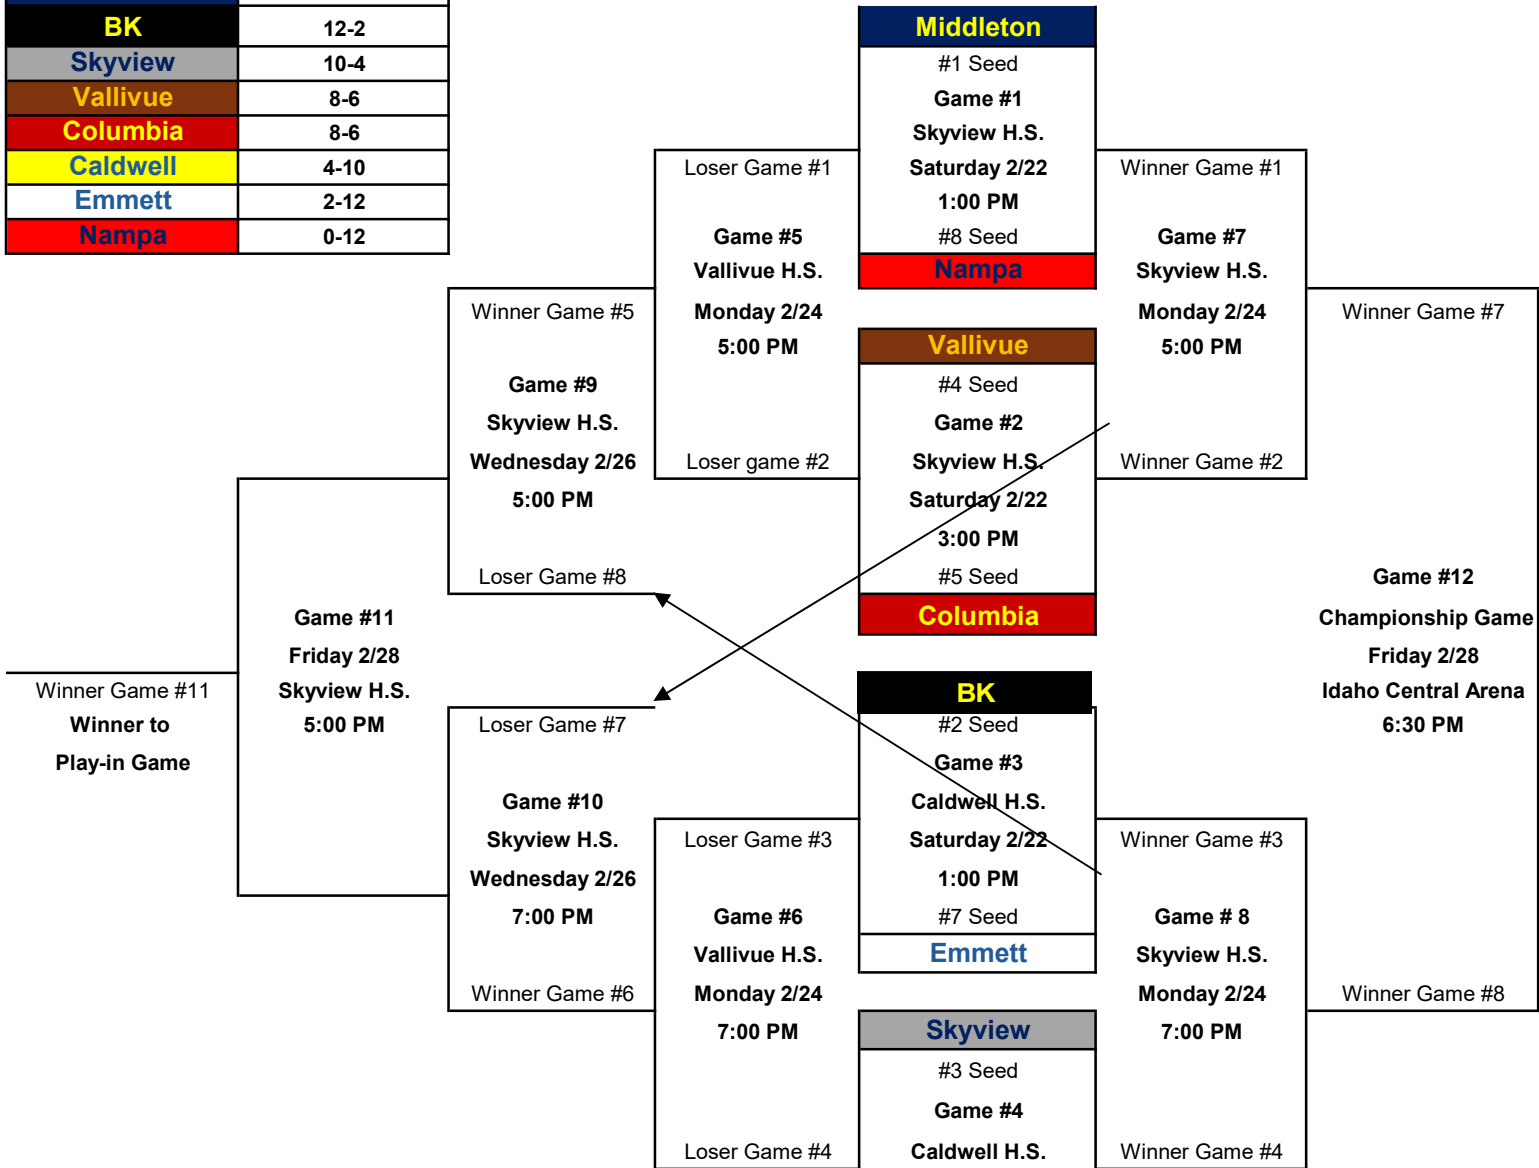 BK 12-2
Skyview 10-4
Vallivue 8-6
Columbia 8-6
Caldwell 4-10
Emmett 2-12
Nampa 0-12
Middleton
#1 Seed
Game #1
Skyview H.S.
Saturday 2/22
1:00 PM
#8 Seed
Nampa
Loser Game #1
Game #5
Vallivue H.S.
Monday 2/24
5:00 PM
Loser game #2
Winner Game #1
Game #7
Skyview H.S.
Monday 2/24
5:00 PM
Winner Game #2
Vallivue
#4 Seed
Game #2
Skyview H.S.
Saturday 2/22
3:00 PM
#5 Seed
Columbia
Winner Game #5
Game #9
Skyview H.S.
Wednesday 2/26
5:00 PM
Loser Game #8
Winner Game #7
Game #12
Championship Game
Friday 2/28
Idaho Central Arena
6:30 PM
Winner Game #8
Game #11
Friday 2/28
Skyview H.S.
5:00 PM
Winner Game #11
Winner to
Play-in Game
Loser Game #7
Game #10
Skyview H.S.
Wednesday 2/26
7:00 PM
Winner Game #6
BK
#2 Seed
Game #3
Caldwell H.S.
Saturday 2/22
1:00 PM
#7 Seed
Emmett
Loser Game #3
Game #6
Vallivue H.S.
Monday 2/24
7:00 PM
Loser Game #4
Winner Game #3
Game # 8
Skyview H.S.
Monday 2/24
7:00 PM
Winner Game #4
Skyview
#3 Seed
Game #4
Caldwell H.S.